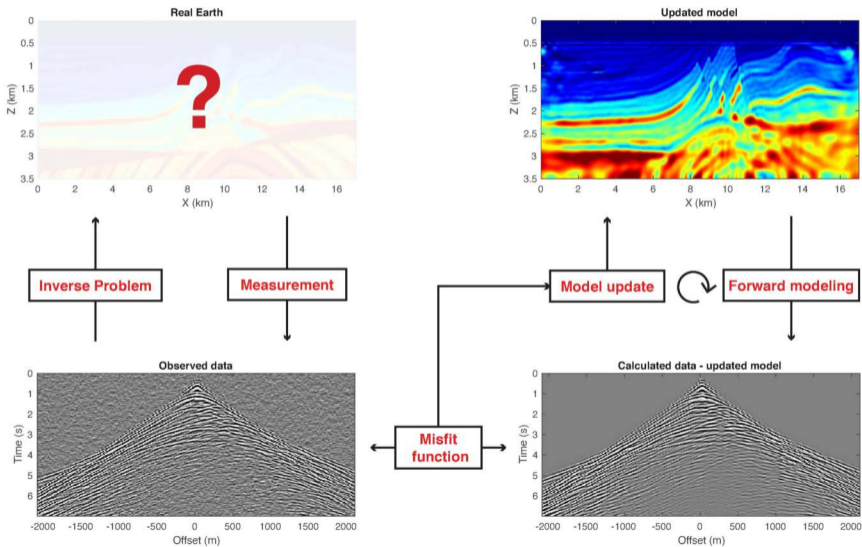 Real Earth
0
0.5
1
1.5
2
2.5
3
3.5
Z (km)
0 2 4 6 8 10 12 14 16
X (km)
?
Updated model
0
0.5
1
1.5
2
2.5
3
3.5
Z (km)
0 2 4 6 8 10 12 14 16
X (km)
Inverse Problem
Measurement
Model update
Forward modeling
Observed data
0
1
2
3
4
5
6
Time (s)
-2000 -1500 -1000 -500 0 500 1000 1500 2000
Offset (m)
Misfit
function
Calculated data - updated model
0
1
2
3
4
5
6
Time (s)
-2000 -1500 -1000 -500 0 500 1000 1500 2000
Offset (m)